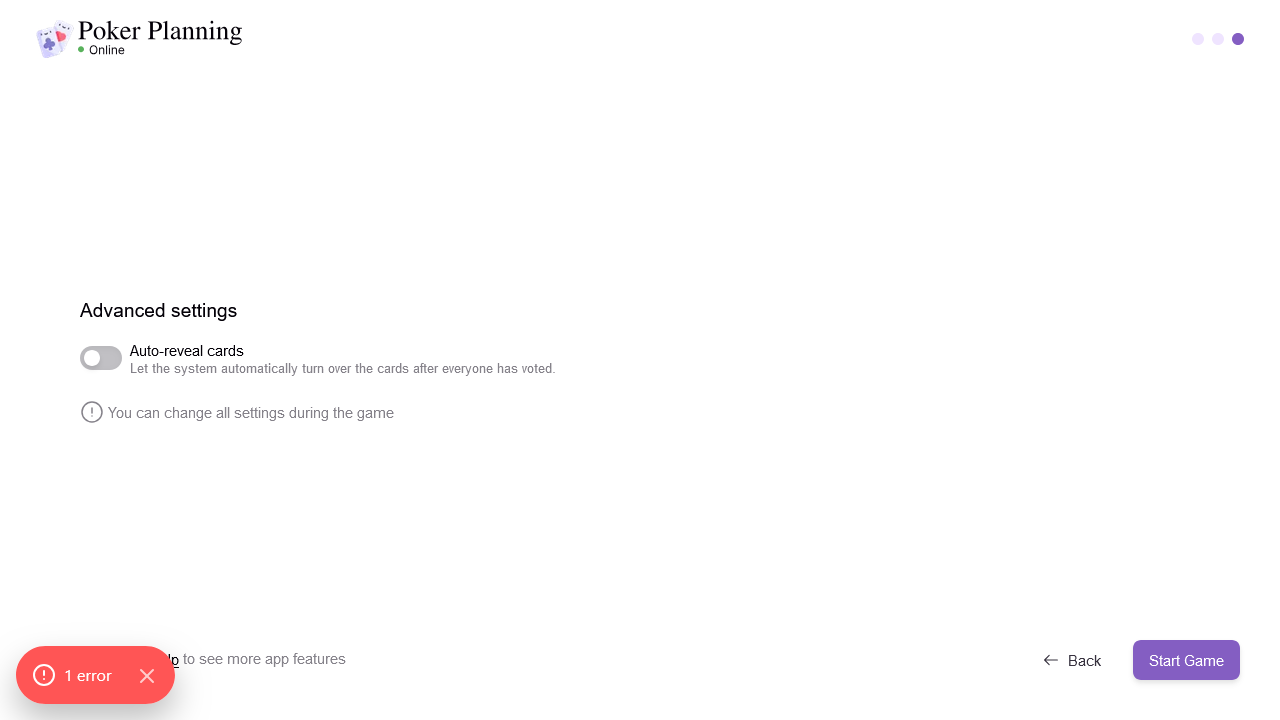 Poker Planning
Online
Advanced settings
Auto-reveal cards
Let the system automatically turn over the cards after everyone has voted.
You can change all settings during the game
to see more app features
1 error
Back
Start Game